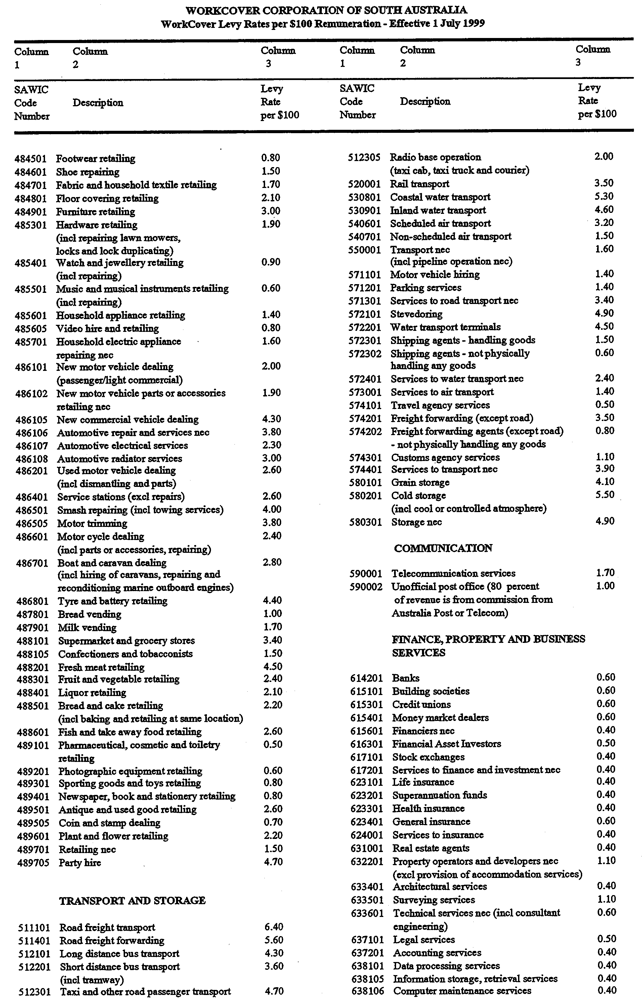 WORKCOVER CORPORATION OF SOUTH AUSTRALIA
WorkCover Levy Rates per $100 Remuneration - Effective 1 July 1999
Column Column Column
1 2 3
SAWIC Levy
Code Description Rate
Number per $100
484501 Footwear retailing 0.80
484601 Shoe repairing 1.50
484701 Fabric and household textile retailing 1.70
484801 Floor covering retailing 2.10
484901 Furniture retailing 3.00
485301 Hardware retailing 1.90
(incl repairing lawn mowers,
locks and lock duplicating)
485401 Watch and jewellery retailing 0.90
(incl repairing)
485501 Music and musical instruments retailing 0.60
(incl repairing)
485601 Household appliance retailing 1.40
485605 Video hire and retailing 0.80
485701 Household electric appliance 1.60
repairing nec
486101 New motor vehicle dealing 2.00
(passenger/light commercial)
486102 New motor vehicle parts or accessories 1.90
retailing nec
486105 New commercial vehicle dealing 4.30
486106 Automotive repair and services nec 3.80
486107 Automotive electrical services 2.30
486108 Automotive radiator services 3.00
486201 Used motor vehicle dealing 2.60
(incl dismantling and parts)
486401 Service stations (excl repairs) 2.60
486501 Smash repairing (incl towing services) 4.00
486505 Motor trimming 3.80
486601 Motor cycle dealing 2.40
(incl parts or accessories, repairing)
486701 Boat and caravan dealing 2.80
(incl hiring of caravans, repairing and
reconditioning marine outboard engines)
486801 Tyre and battery retailing 4.40
487801 Bread vending 1.00
487901 Milk vending 1.70
488101 Supermarket and grocery stores 3.40
488105 Confectioners and tobacconists 1.50
488201 Fresh meat retailing 4.50
488301 Fruit and vegetable retailing 2.40
488401 Liquor retailing 2.10
488501 Bread and cake retailing 2.20
(incl baking and retailing at same location)
488601 Fish and take away food retailing 2.60
489101 Pharmaceutical, cosmetic and toiletry 0.50
retailing
489201 Photographic equipment retailing 0.60
489301 Sporting goods and toys retailing 0.80
489401 Newspaper, book and stationery retailing 0.80
489501 Antique and used good retailing 2.60
489505 Coin and stamp dealing 0.70
489601 Plant and flower retailing 2.20
489701 Retailing nec 1.50
489705 Party hire 4.70
TRANSPORT AND STORAGE
511101 Road freight transport 6.40
511401 Road freight forwarding 5.60
512101 Long distance bus transport 4.30
512201 Short distance bus transport 3.60
(incl tramway)
512301 Taxi and other road passenger transport 4.70
Column Column Column
1 2 3
SAWIC Levy
Code Description Rate
Number per $100
512305 Radio base operation 2.00
(taxi cab, taxi truck and courier)
520001 Rail transport 3.50
530801 Coastal water transport 5.30
530901 Inland water transport 4.60
540601 Scheduled air transport 3.20
540701 Non-scheduled air transport 1.50
550001 Transport nec 1.60
(incl pipeline operation nec)
571101 Motor vehicle hiring 1.40
571201 Parking services 1.40
571301 Services to road transport nec 3.40
572101 Stevedoring 4.90
572201 Water transport terminals 4.50
572301 Shipping agents - handling goods 1.50
572302 Shipping agents - not physically 0.60
handling any goods
572401 Services to water transport nec 2.40
573001 Services to air transport 1.40
574101 Travel agency services 0.50
574201 Freight forwarding (except road) 3.50
574202 Freight forwarding agents (except road) 0.80
- not physically handling any goods
574301 Customs agency services 1.10
574401 Services to transport nec 3.90
580101 Grain storage 4.10
580201 Cold storage 5.50
(incl cool or controlled atmosphere)
580301 Storage nec 4.90
COMMUNICATION
590001 Telecommunication services 1.70
590002 Unofficial post office (80 percent 1.00
of revenue is from commission from
Australia Post or Telecom)
FINANCE, PROPERTY AND BUSINESS
SERVICES
614201 Banks 0.60
615101 Building societies 0.60
615301 Credit unions 0.60
615401 Money market dealers 0.60
615601 Financiers nec 0.40
616301 Financial Asset Investors 0.50
617101 Stock exchanges 0.40
617201 Services to finance and investment nec 0.40
623101 Life insurance 0.40
623201 Superannuation funds 0.40
623301 Health insurance 0.40
623401 General insurance 0.60
624001 Services to insurance 0.40
631001 Real estate agents 0.40
632201 Property operators and developers nec 1.10
(excl provision of accommodation services)
633401 Architectural services 0.40
633501 Surveying services 1.10
633601 Technical services nec (incl consultant 0.60
engineering)
637101 Legal services 0.50
637201 Accounting services 0.40
638101 Data processing services 0.40
638105 Information storage, retrieval services 0.40
638106 Computer maintenance services 0.40